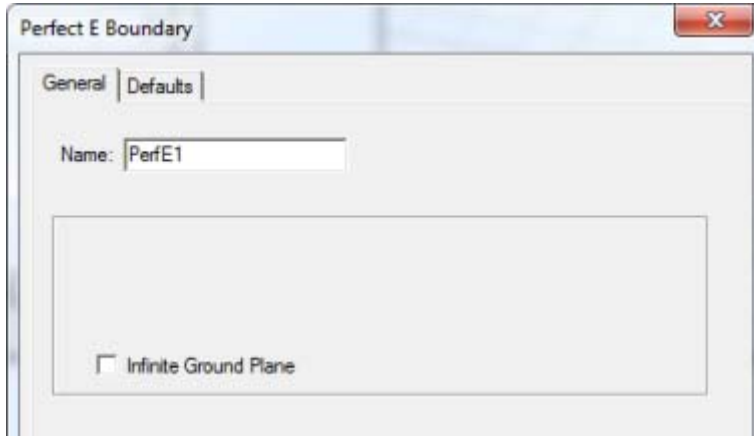 Perfect E Boundary
General Defaults
Name: PerfE1
Infinite Ground Plane